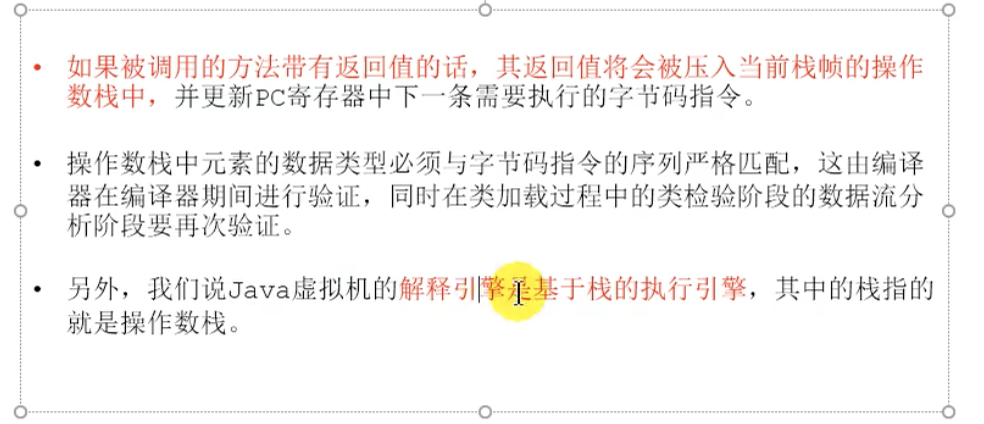 • 如果被调用的方法带有返回值的话，其返回值将会被压入当前栈帧的操作
数栈中，并更新PC寄存器中下一条需要执行的字节码指令。
• 操作数栈中元素的数据类型必须与字节码指令的序列严格匹配，这由编译
器在编译器期间进行验证，同时在类加载过程中的类检验阶段的数据流分
析阶段要再次验证。
• 另外，我们说Java虚拟机的解释引擎是基于栈的执行引擎，其中的栈指的
就是操作数栈。